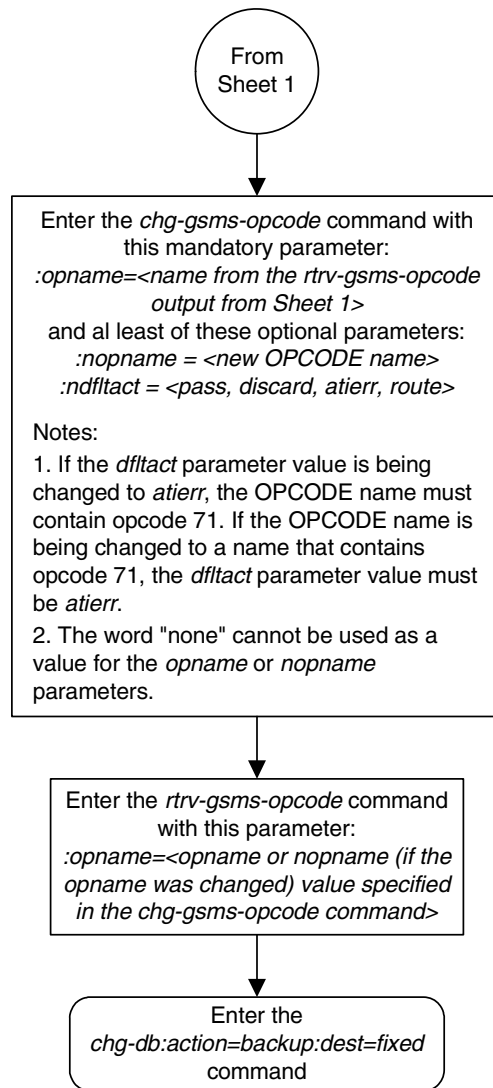 From
Sheet 1
Enter the chg-gsms-opcode command with
this mandatory parameter:
:opname=<name from the rtrv-gsms-opcode
output from Sheet 1>
and al least of these optional parameters:
:nopname = <new OPCODE name>
:ndfltact = <pass, discard, atierr, route>
Notes:
1. If the dfltact parameter value is being
changed to atierr, the OPCODE name must
contain opcode 71. If the OPCODE name is
being changed to a name that contains
opcode 71, the dfltact parameter value must
be atierr.
2. The word "none" cannot be used as a
value for the opname or nopname
parameters.
Enter the rtrv-gsms-opcode command
with this parameter:
:opname=<opname or nopname (if the
opname was changed) value specified
in the chg-gsms-opcode command>
Enter the
chg-db:action=backup:dest=fixed
command